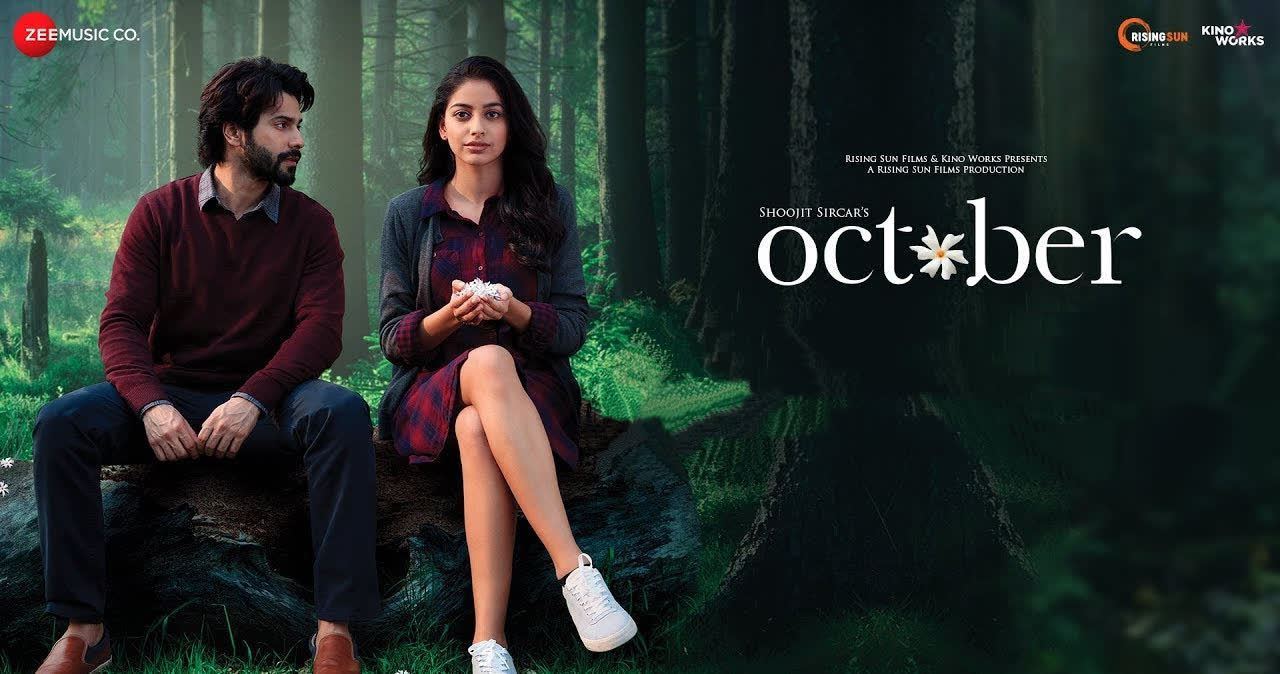 ZEEMUSIC CO.
RISING SUN
FILMS
KINO
WORKS
RISING SUN FILMS & KINO WORKS PRESENTS
A RISING SUN FILMS PRODUCTION
SHOOJIT SIRCAR'S
october